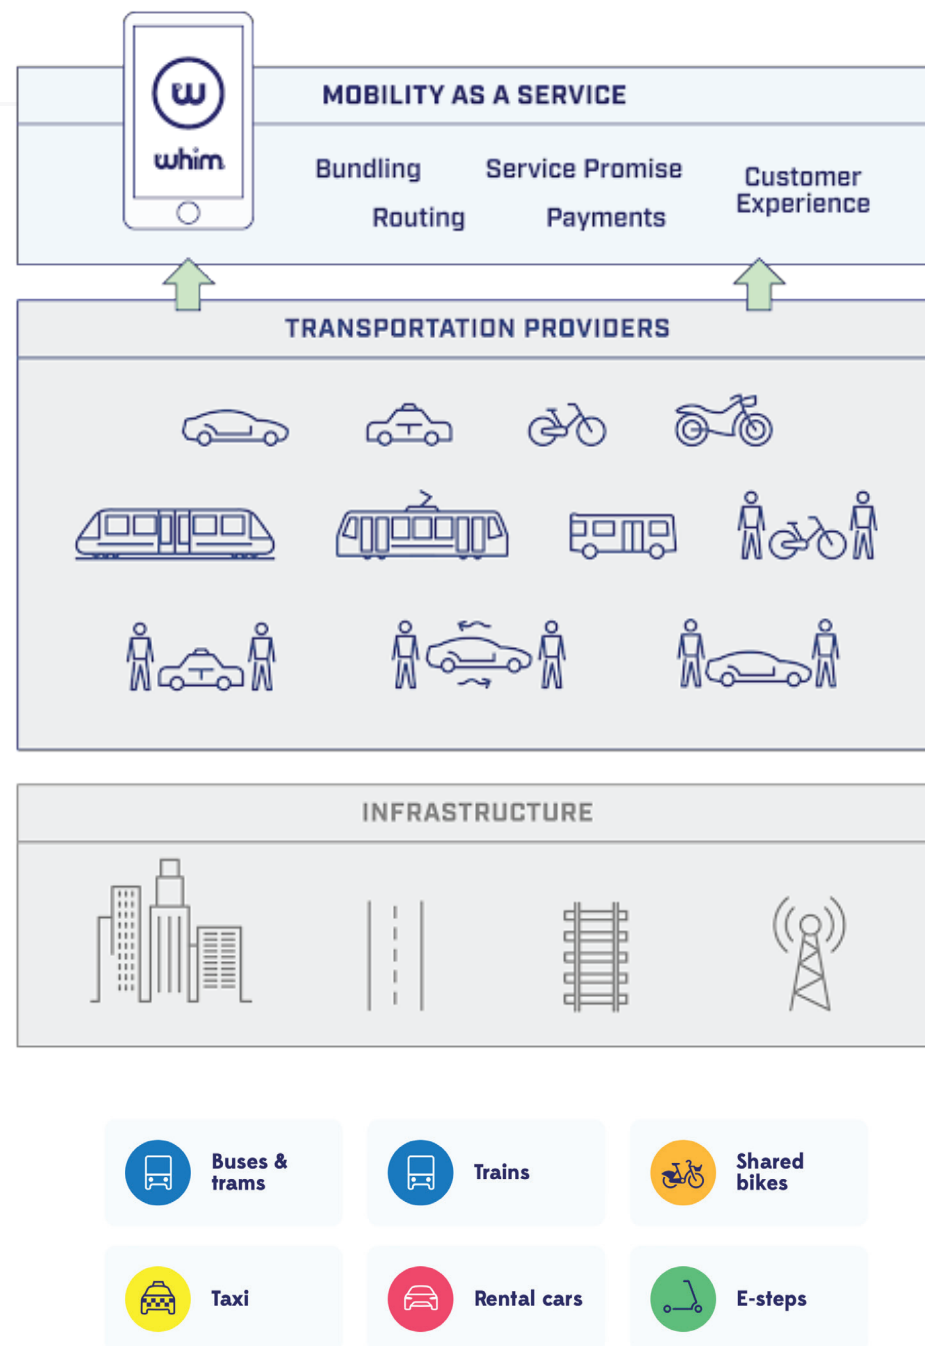 MOBILITY AS A SERVICE
whim
Bundling
Service Promise
Customer
Experience
Routing
Payments
TRANSPORTATION PROVIDERS
T
T
INFRASTRUCTURE
Buses &
trams
Trains
Shared
bikes
Taxi
Rental cars
E-steps